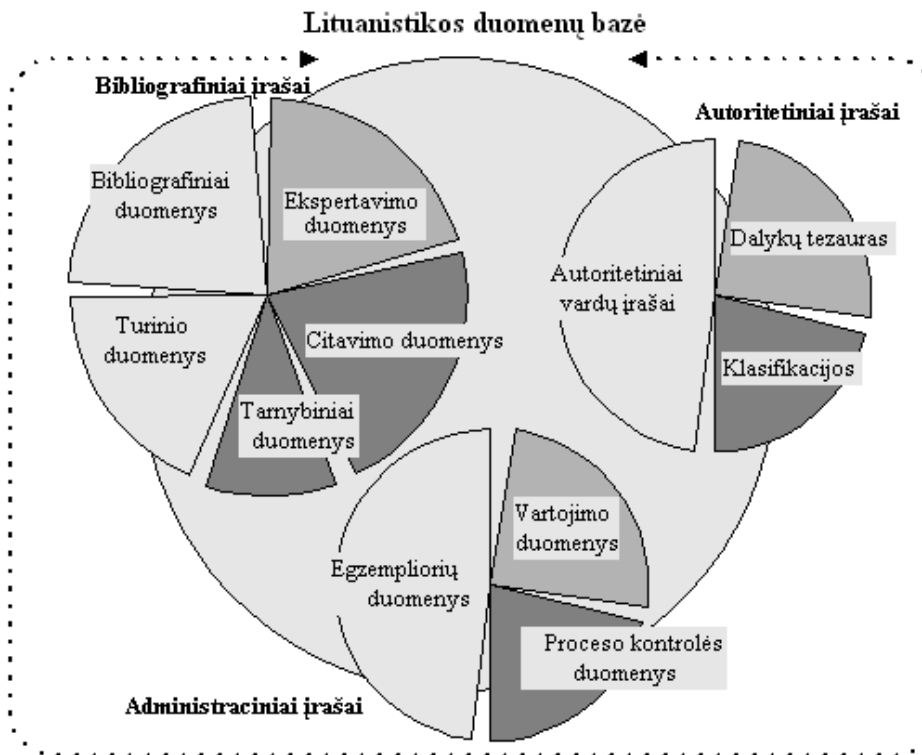 Lituanistikos duomenų bazė
Bibliografiniai įrašai
Bibliografiniai
duomenys
Ekspertavimo
duomenys
Turinio
duomenys
Citavimo duomenys
Tarnybiniai
duomenys
Autoritetiniai įrašai
Autoritetiniai
vardų įrašai
Dalykų tezauras
Klasifikacijos
Egzempliorių
duomenys
Vartojimo
duomenys
Proceso kontrolės
duomenys
Administraciniai įrašai